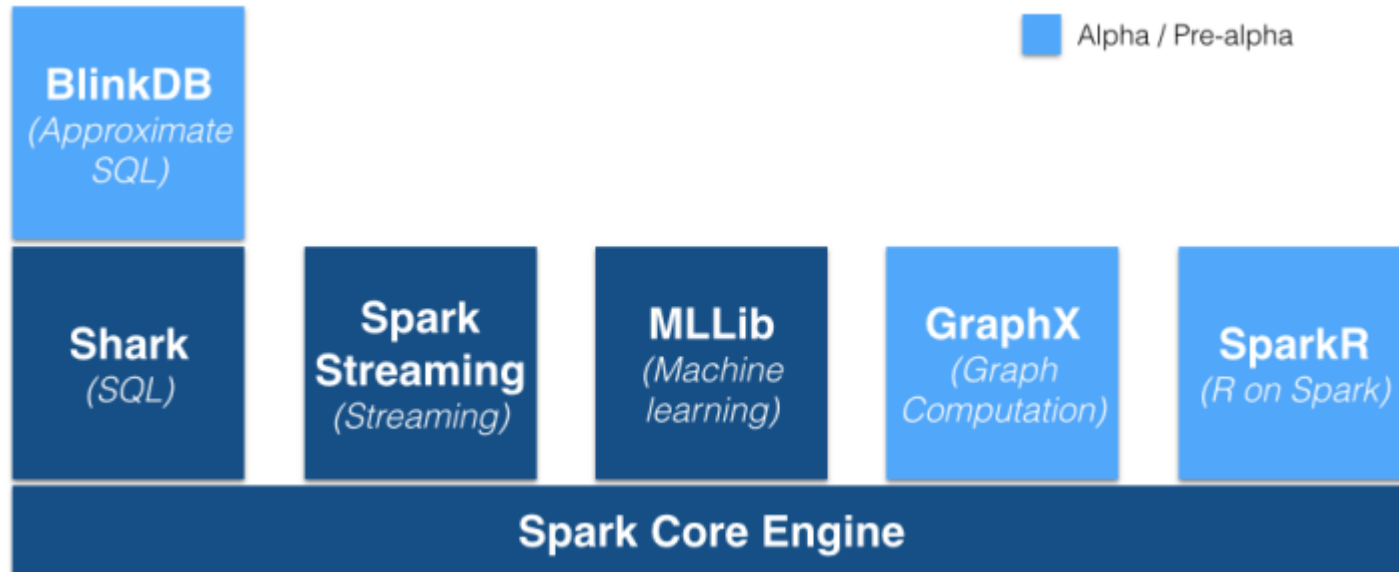 Alpha / Pre-alpha
BlinkDB
(Approximate
SQL)
Shark
(SQL)
Spark
Streaming
(Streaming)
MLLib
(Machine
learning)
GraphX
(Graph
Computation)
SparkR
(R on Spark)
Spark Core Engine